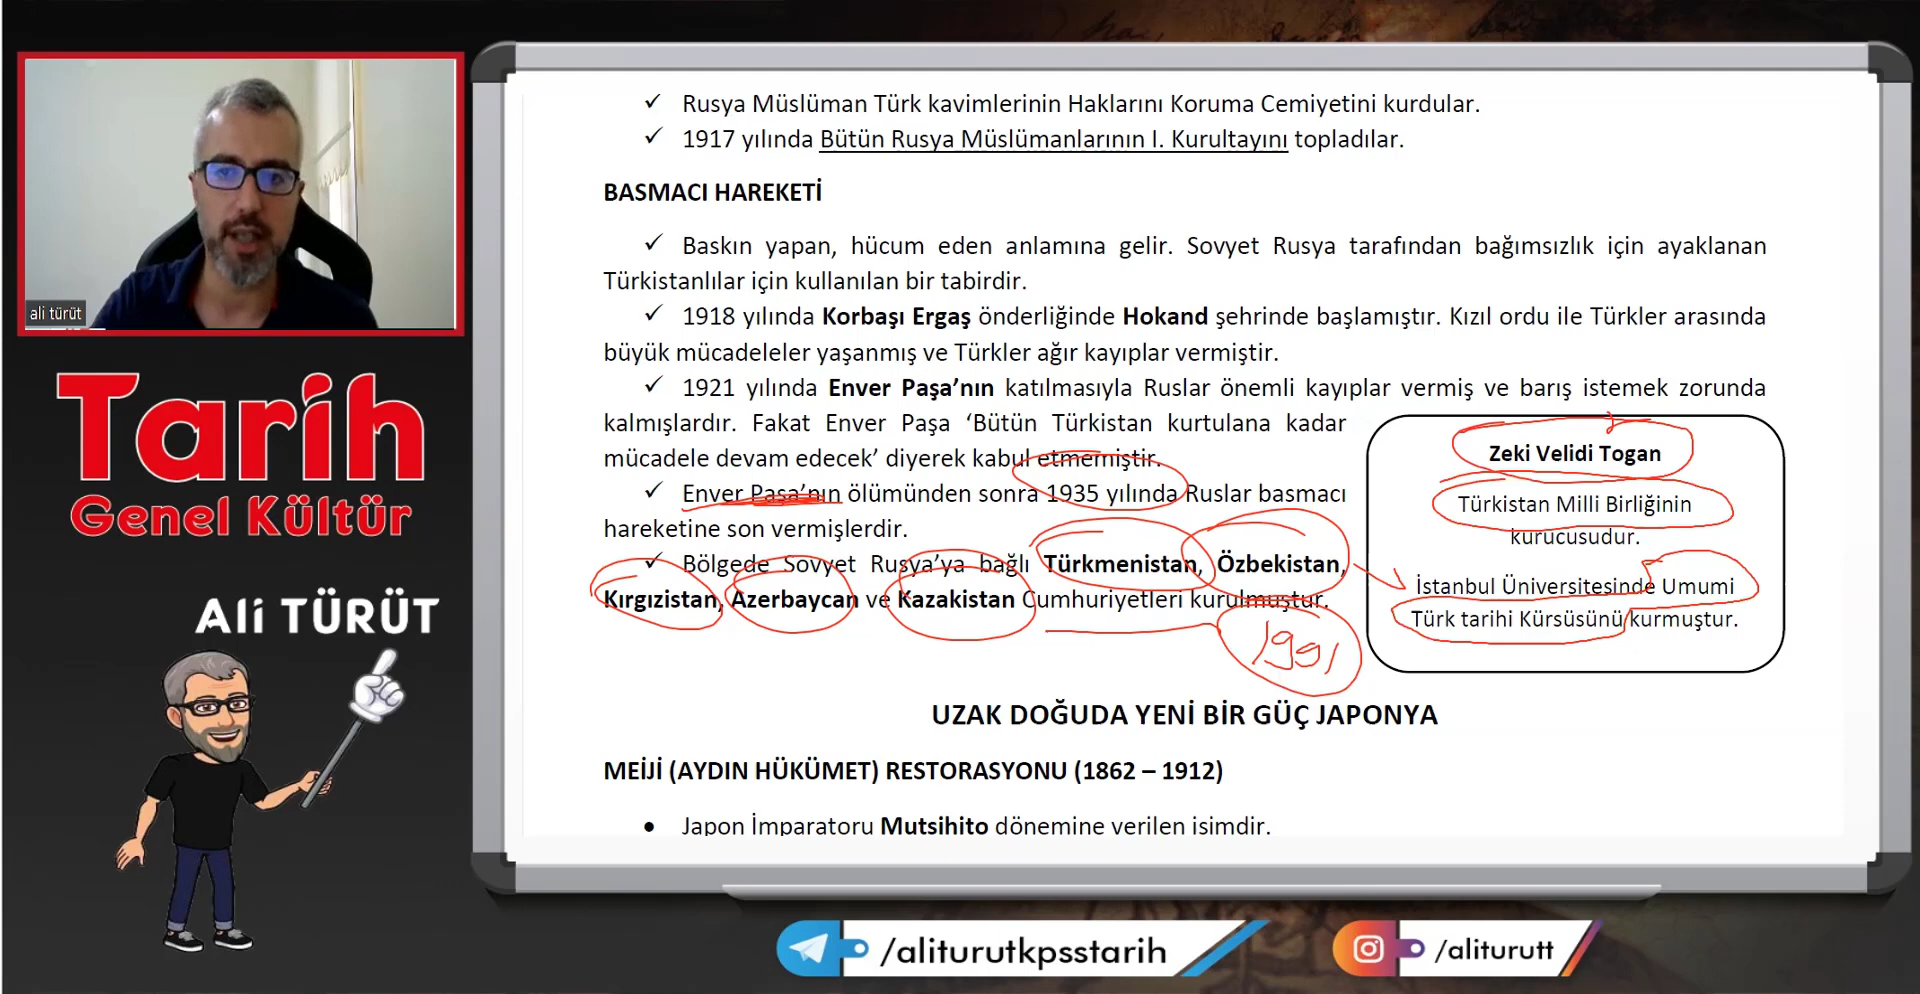 ali türüt
Tarih
Genel Kültür
Ali TÜRÜT
✓ Rusya Müslüman Türk kavimlerinin Haklarını Koruma Cemiyetini kurdular.
✓ 1917 yılında Bütün Rusya Müslümanlarının I. Kurultayını topladılar.
BASMACI HAREKETİ
✓ Baskın yapan, hücum eden anlamına gelir. Sovyet Rusya tarafından bağımsızlık için ayaklanan
Türkistanlılar için kullanılan bir tabirdir.
✓ 1918 yılında Korbaşı Ergaş önderliğinde Hokand şehrinde başlamıştır. Kızıl ordu ile Türkler arasında
büyük mücadeleler yaşanmış ve Türkler ağır kayıplar vermiştir.
✓ 1921 yılında Enver Paşa’nın katılmasıyla Ruslar önemli kayıplar vermiş ve barış istemek zorunda
kalmışlardır. Fakat Enver Paşa ‘Bütün Türkistan kurtulana kadar
mücadele devam edecek’ diyerek kabul etmemiştir.
✓ Enver Paşa’nın ölümünden sonra 1935 yılında Ruslar basmacı
hareketine son vermişlerdir.
✓ Bölgede Sovyet Rusya’ya bağlı Türkmenistan, Özbekistan,
Kırgızistan, Azerbaycan ve Kazakistan Cumhuriyetleri kurulmuştur.
1991
Zeki Velidi Togan
Türkistan Milli Birliğinin
kurucusudur.
İstanbul Üniversitesinde Umumi
Türk tarihi Kürsüsünü kurmuştur.
UZAK DOĞUDA YENİ BİR GÜÇ JAPONYA
MEİJİ (AYDIN HÜKÜMET) RESTORASYONU (1862 – 1912)
• Japon İmparatoru Mutsihito dönemine verilen isimdir.
/aliturutkpsstarih
/aliturutt